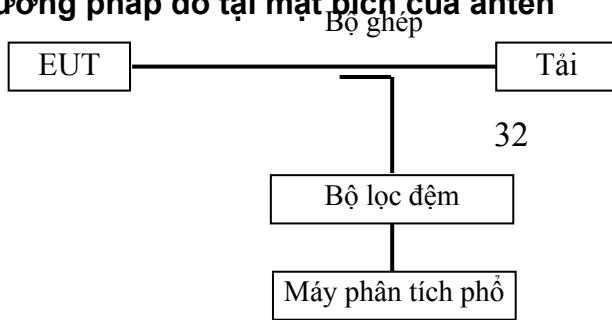 pháp đo tại mặt bích của anten
Bộ ghép
EUT
Tải
32
Bộ lọc đệm
Máy phân tích phổ